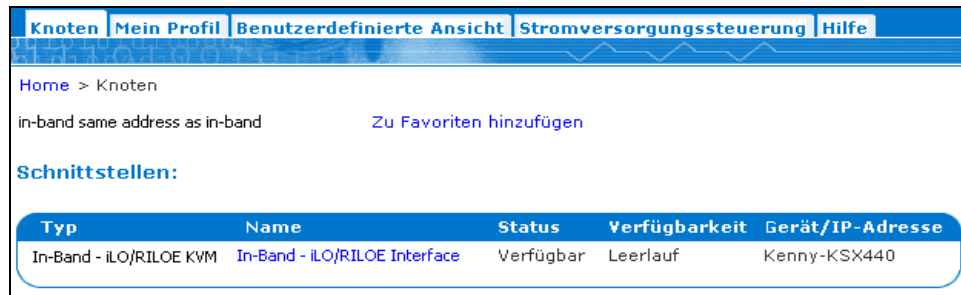 Knoten Mein Profil Benutzerdefinierte Ansicht Stromversorgungssteuerung Hilfe
Home > Knoten
in-band same address as in-band Zu Favoriten hinzufügen
Schnittstellen:
Typ Name Status Verfügbarkeit Gerät/IP-Adresse
In-Band - iLO/RILOE KVM In-Band - iLO/RILOE Interface Verfügbar Leerlauf Kenny-KSX440